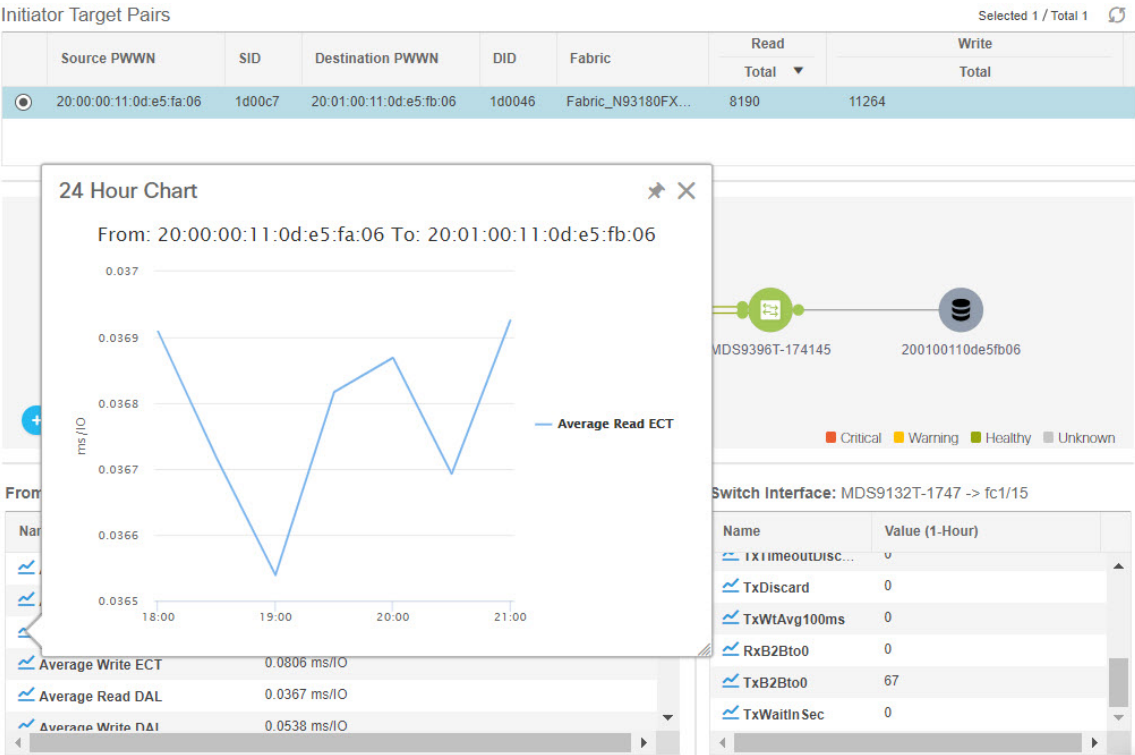 Initiator Target Pairs
Selected 1 / Total 1
Source PWWN SID Destination PWWN DID Fabric Read Write
Total Total
20:00:00:11:0d:e5:fa:06 1d00c7 20:01:00:11:0d:e5:fb:06 1d0046 Fabric_N93180FX... 8190 11264
24 Hour Chart
From: 20:00:00:11:0d:e5:fa:06 To: 20:01:00:11:0d:e5:fb:06
0.037
0.0369
0.0368
0.0367
0.0366
0.0365
ms/IO
18:00 19:00 20:00 21:00
Average Read ECT
MDS9396T-174145
200100110de5fb06
Critical Warning Healthy Unknown
From
Average Write ECT 0.0806 ms/IO
Average Read DAL 0.0367 ms/IO
Average Write DAL 0.0538 ms/IO
Switch Interface: MDS9132T-1747 -> fc1/15
Name Value (1-Hour)
TxTimeoutDisc... 0
TxDiscard 0
TxWtAvg100ms 0
RxB2Bto0 0
TxB2Bto0 67
TxWaitInSec 0